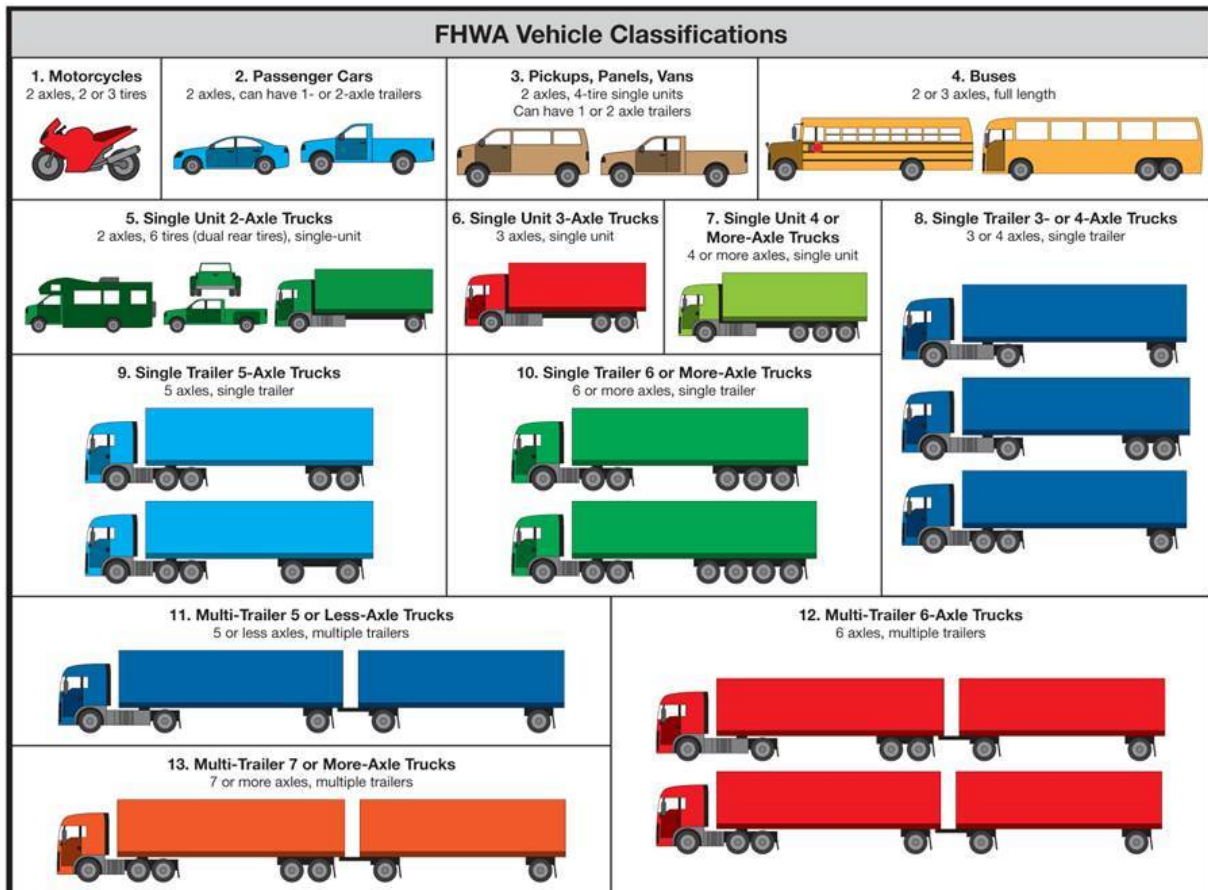 FHWA Vehicle Classifications
1. Motorcycles
2 axles, 2 or 3 tires
2. Passenger Cars
2 axles, can have 1- or 2-axle trailers
3. Pickups, Panels, Vans
2 axles, 4-tire single units
Can have 1 or 2 axle trailers
4. Buses
2 or 3 axles, full length
5. Single Unit 2-Axle Trucks
2 axles, 6 tires (dual rear tires), single-unit
6. Single Unit 3-Axle Trucks
3 axles, single unit
7. Single Unit 4 or
More-Axle Trucks
4 or more axles, single unit
8. Single Trailer 3- or 4-Axle Trucks
3 or 4 axles, single trailer
9. Single Trailer 5-Axle Trucks
5 axles, single trailer
10. Single Trailer 6 or More-Axle Trucks
6 or more axles, single trailer
11. Multi-Trailer 5 or Less-Axle Trucks
5 or less axles, multiple trailers
12. Multi-Trailer 6-Axle Trucks
6 axles, multiple trailers
13. Multi-Trailer 7 or More-Axle Trucks
7 or more axles, multiple trailers